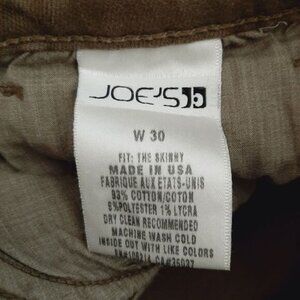 JOE'S
W 30
FIT: THE SKINNY
MADE IN USA
FABRIQUE AUX ETATS-UNIS
93% COTTON/COTON
6%POLYESTER 1% LYCRA
DRY CLEAN RECOMMENDED
MACHINE WASH COLD
INSIDE OUT WITH LIKE COLORS